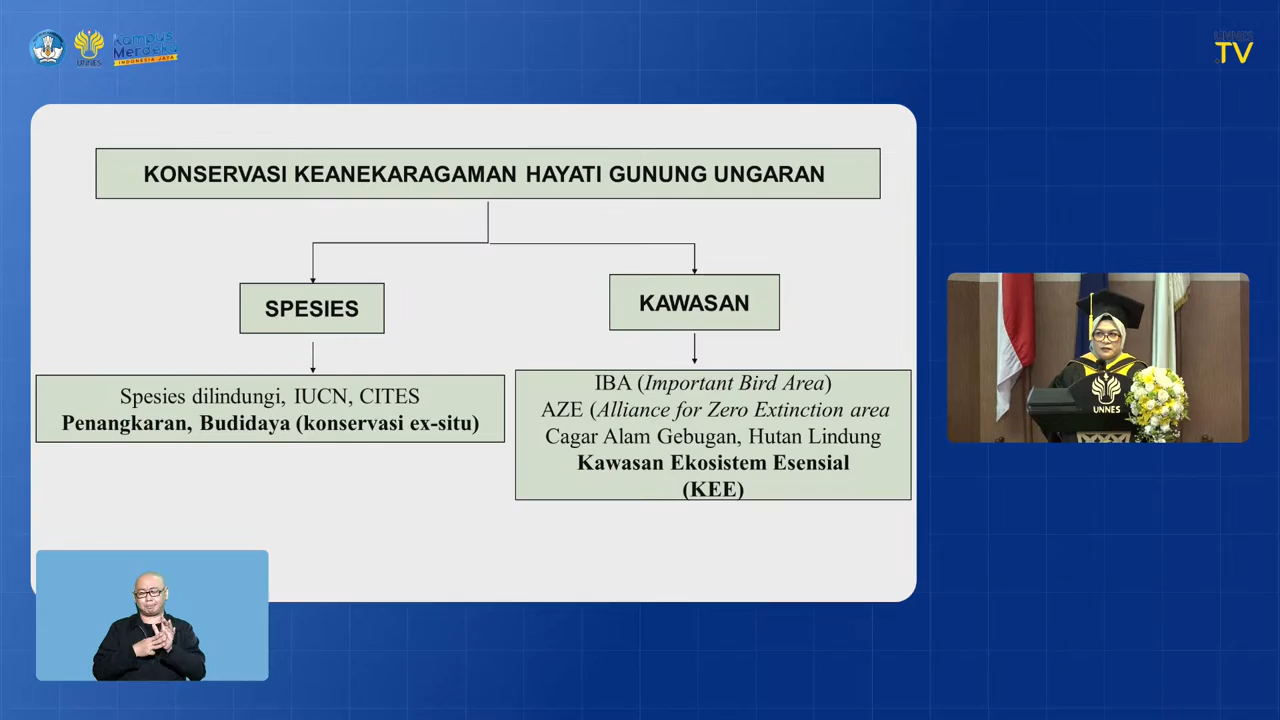 UNNES
Kampus
Merdeka
INDONESIA JAYA
UNNES
TV
KONSERVASI KEANEKARAGAMAN HAYATI GUNUNG UNGARAN
SPESIES
KAWASAN
Spesies dilindungi, IUCN, CITES
Penangkaran, Budidaya (konservasi ex-situ)
IBA (Important Bird Area)
AZE (Alliance for Zero Extinction area
Cagar Alam Gebugan, Hutan Lindung
Kawasan Ekosistem Esensial
(KEE)
UNNES